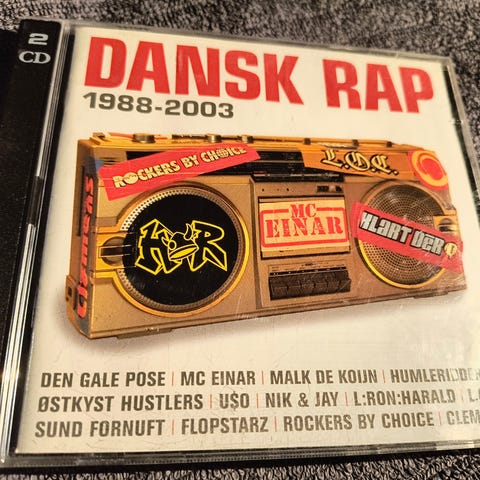 2
CD
DANSK RAP
1988-2003
ROCKERS BY CHOICE
L.O.C.
H R
MC
EINAR
KLART DER
DEN GALE POSE | MC EINAR | MALK DE KOIJN | HUMLERIDDER
ØSTKYST HUSTLERS | U$O | NIK & JAY | L:RON:HARALD | L.O
SUND FORNUFT | FLOPSTARZ | ROCKERS BY CHOICE | CLEM